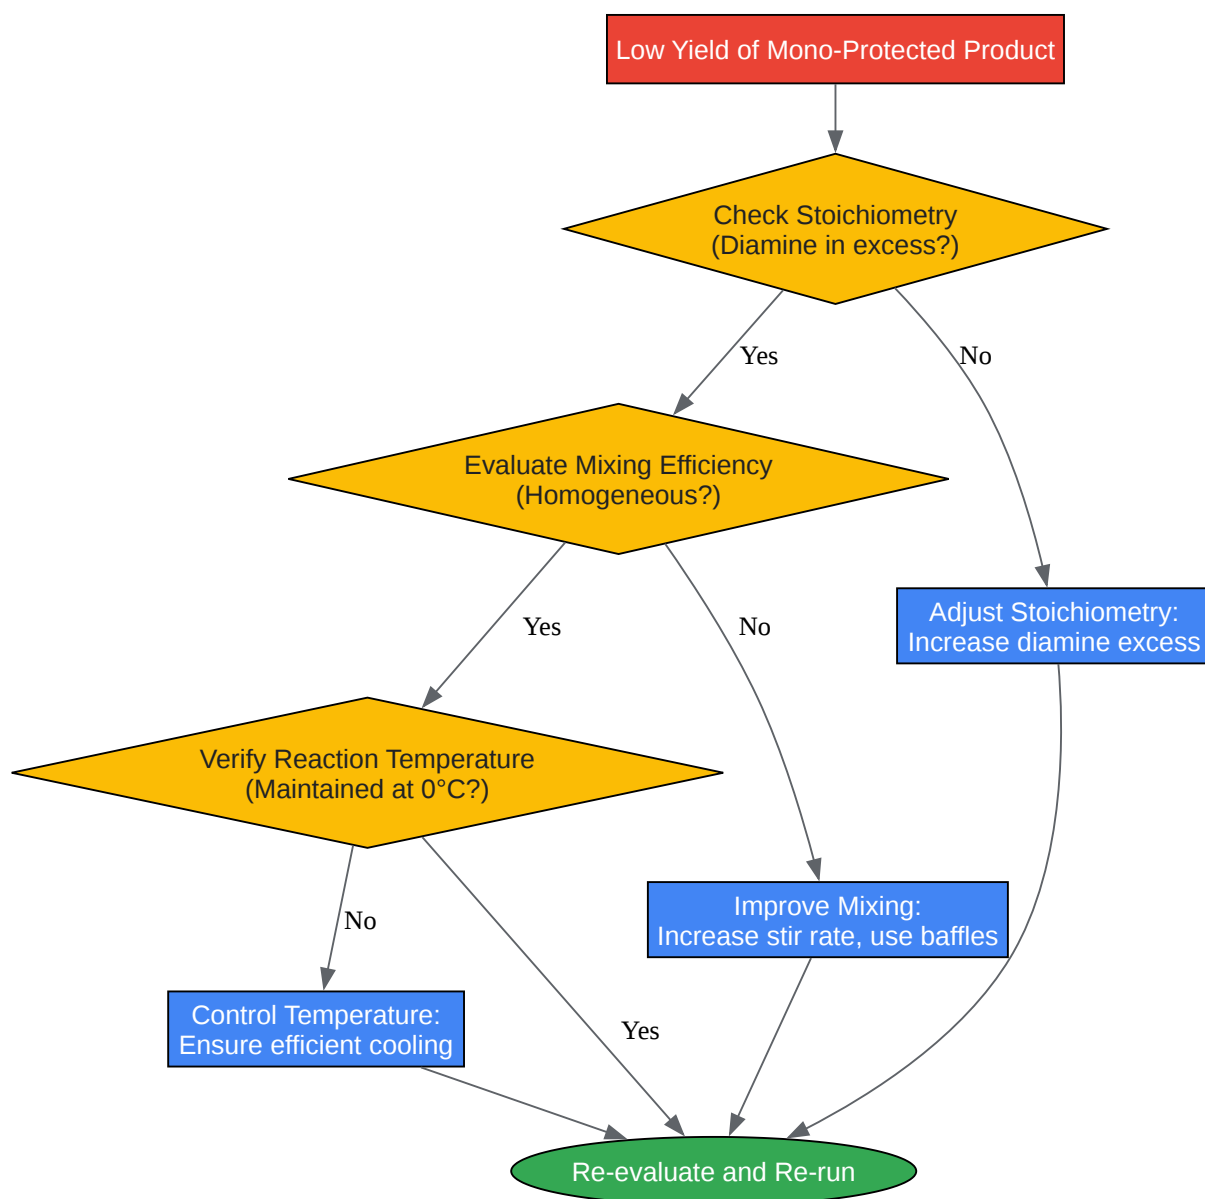 Low Yield of Mono-Protected Product
Check Stoichiometry
(Diamine in excess?)
Yes
No
Evaluate Mixing Efficiency
(Homogeneous?)
Yes
No
Adjust Stoichiometry:
Increase diamine excess
Verify Reaction Temperature
(Maintained at 0°C?)
No
Yes
Improve Mixing:
Increase stir rate, use baffles
Control Temperature:
Ensure efficient cooling
Re-evaluate and Re-run